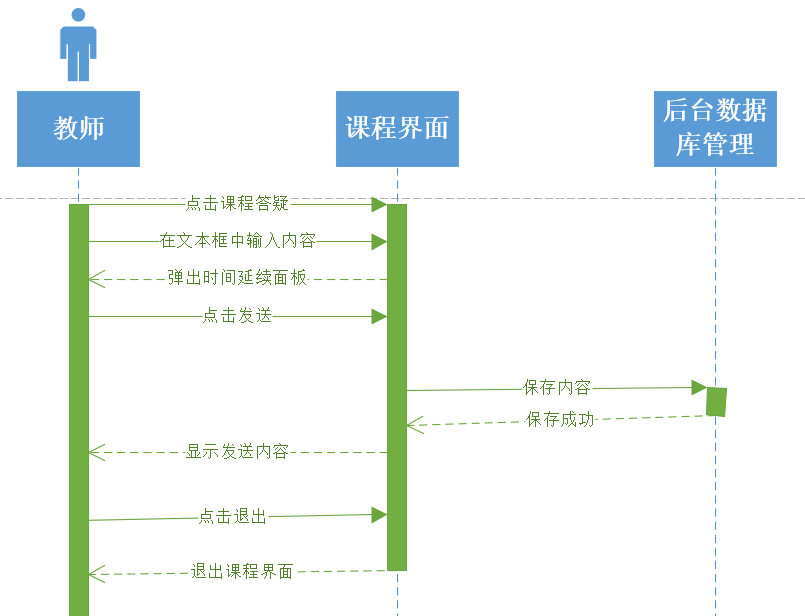 教师
课程界面
后台数据
库管理
点击课程答疑
在文本框中输入内容
弹出时间延续面板
点击发送
保存内容
保存成功
显示发送内容
点击退出
退出课程界面